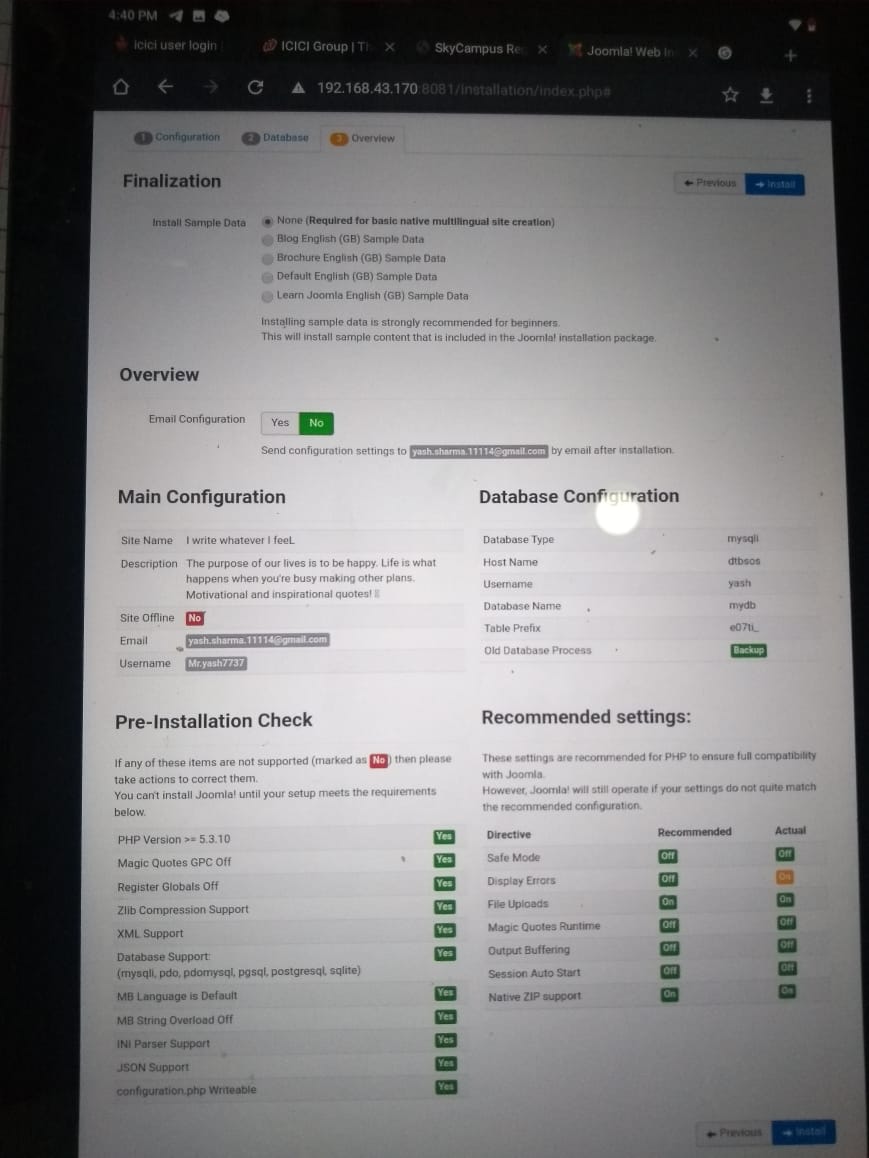 4:40 PM
icici user login
ICICI Group | Th
SkyCampus Re
Joomla! Web In
192.168.43.170:8081/installation/index.php#
1 Configuration
2 Database
3 Overview
Finalization
Previous
Install
Install Sample Data
None (Required for basic native multilingual site creation)
Blog English (GB) Sample Data
Brochure English (GB) Sample Data
Default English (GB) Sample Data
Learn Joomla English (GB) Sample Data
Installing sample data is strongly recommended for beginners.
This will install sample content that is included in the Joomla! installation package.
Overview
Email Configuration
Yes No
Send configuration settings to yash.sharma.11114@gmail.com by email after installation.
Main Configuration
Site Name I write whatever I feeL
Description The purpose of our lives is to be happy. Life is what
happens when you're busy making other plans.
Motivational and inspirational quotes!
Site Offline No
Email yash.sharma.11114@gmail.com
Username Mr.yash7737
Database Configuration
Database Type mysqli
Host Name dtbsos
Username yash
Database Name mydb
Table Prefix e07ti_
Old Database Process Backup
Pre-Installation Check
If any of these items are not supported (marked as No) then please
take actions to correct them.
You can't install Joomla! until your setup meets the requirements
below.
PHP Version >= 5.3.10 Yes
Magic Quotes GPC Off Yes
Register Globals Off Yes
Zlib Compression Support Yes
XML Support Yes
Database Support: Yes
(mysqli, pdo, pdomysql, pgsql, postgresql, sqlite)
MB Language is Default Yes
MB String Overload Off Yes
INI Parser Support Yes
JSON Support Yes
configuration.php Writeable Yes
Recommended settings:
These settings are recommended for PHP to ensure full compatibility
with Joomla.
However, Joomla! will still operate if your settings do not quite match
the recommended configuration.
Directive Recommended Actual
Safe Mode Off Off
Display Errors Off On
File Uploads On On
Magic Quotes Runtime Off Off
Output Buffering Off Off
Session Auto Start Off Off
Native ZIP support On On
Previous
Install